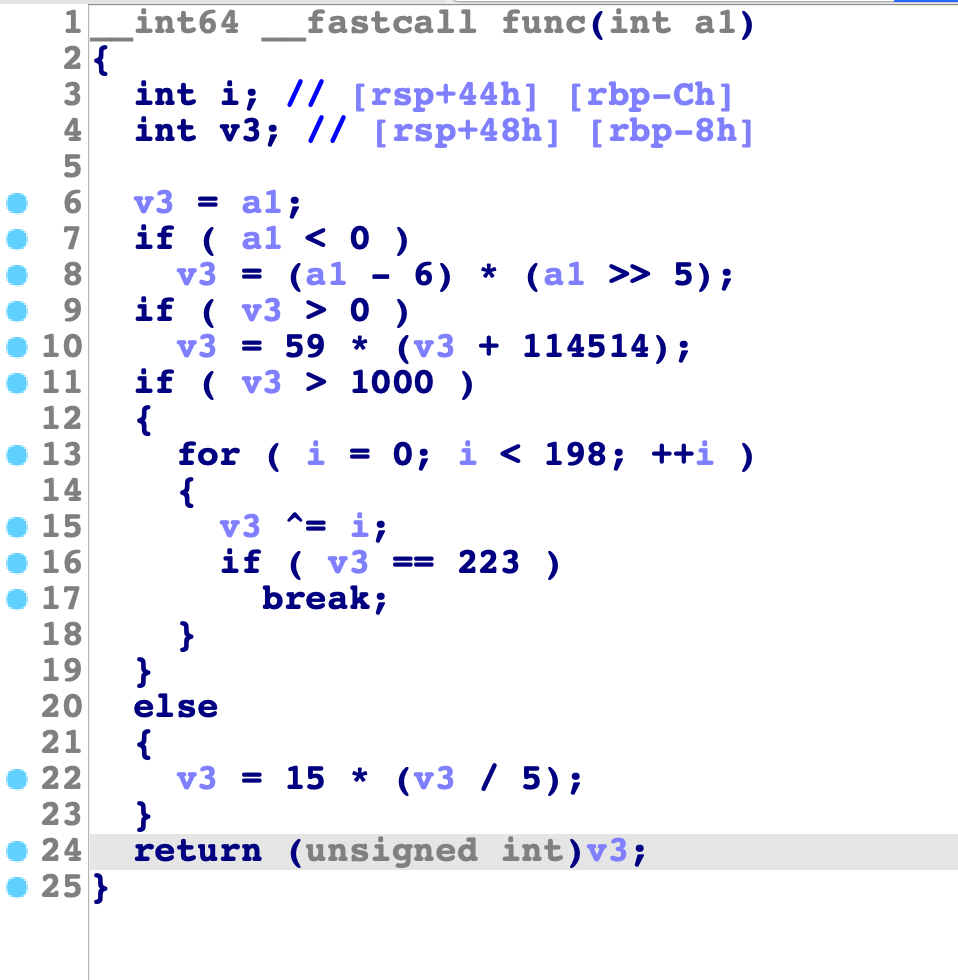 1 __int64 __fastcall func(int a1)
2 {
3   int i; // [rsp+44h] [rbp-Ch]
4   int v3; // [rsp+48h] [rbp-8h]
5
6   v3 = a1;
7   if ( a1 < 0 )
8     v3 = (a1 - 6) * (a1 >> 5);
9   if ( v3 > 0 )
10     v3 = 59 * (v3 + 114514);
11   if ( v3 > 1000 )
12   {
13     for ( i = 0; i < 198; ++i )
14     {
15       v3 ^= i;
16       if ( v3 == 223 )
17         break;
18     }
19   }
20   else
21   {
22     v3 = 15 * (v3 / 5);
23   }
24   return (unsigned int)v3;
25 }